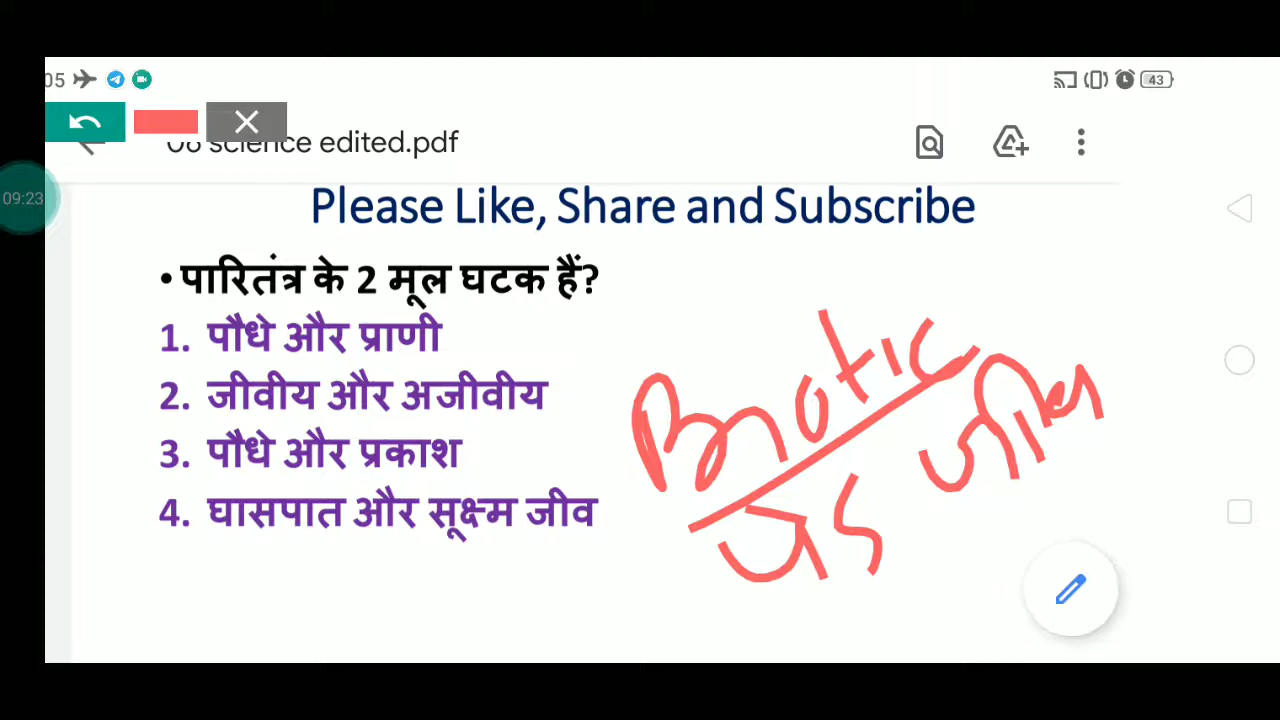 05
43
06 science edited.pdf
09:23
Please Like, Share and Subscribe
• पारितंत्र के 2 मूल घटक हैं?
1. पौधे और प्राणी
2. जीवीय और अजीवीय
3. पौधे और प्रकाश
4. घासपात और सूक्ष्म जीव
Biotic
जीव